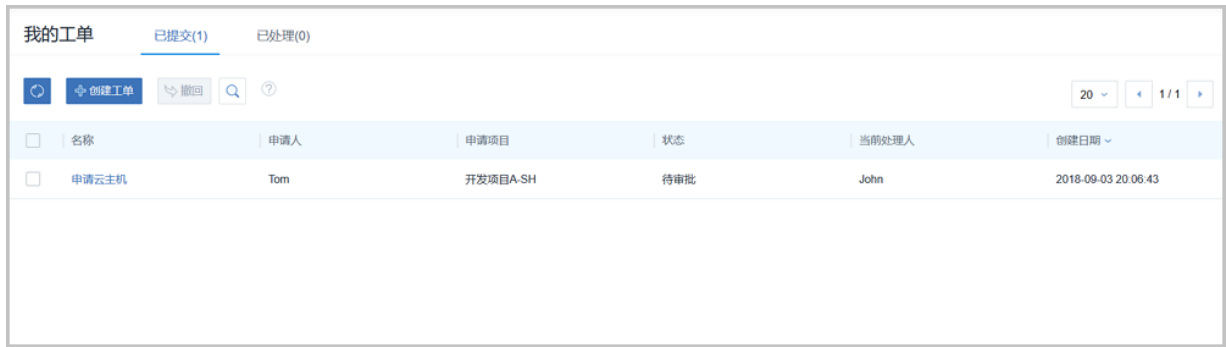 我的工单 已提交(1) 已处理(0)
创建工单 撤回 ? 20 1 / 1
名称 申请人 申请项目 状态 当前处理人 创建日期
申请云主机 Tom 开发项目A-SH 待审批 John 2018-09-03 20:06:43